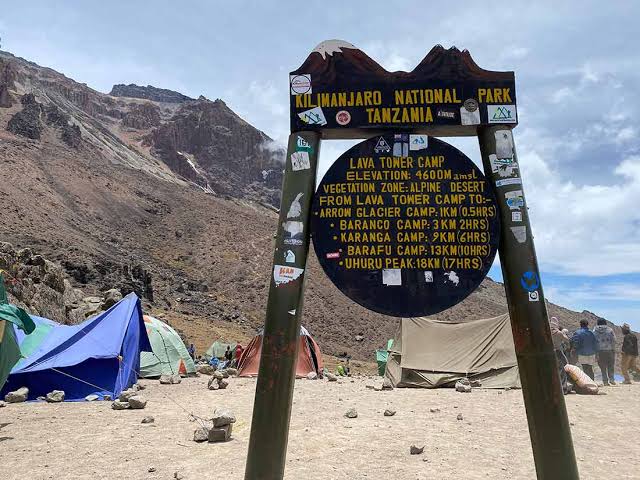 KILIMANJARO NATIONAL PARK
TANZANIA
LAVA TOWER CAMP
ELEVATION: 4600M amsl
VEGETATION ZONE: ALPINE DESERT
FROM LAVA TOWER CAMP TO:-
• ARROW GLACIER CAMP: 1KM (0.5HRS)
• BARANCO CAMP: 3 KM 2HRS)
• KARANGA CAMP: 9KM (6HRS)
• BARAFU CAMP: 13KM (10HRS)
• UHURU PEAK: 18KM (17HRS)